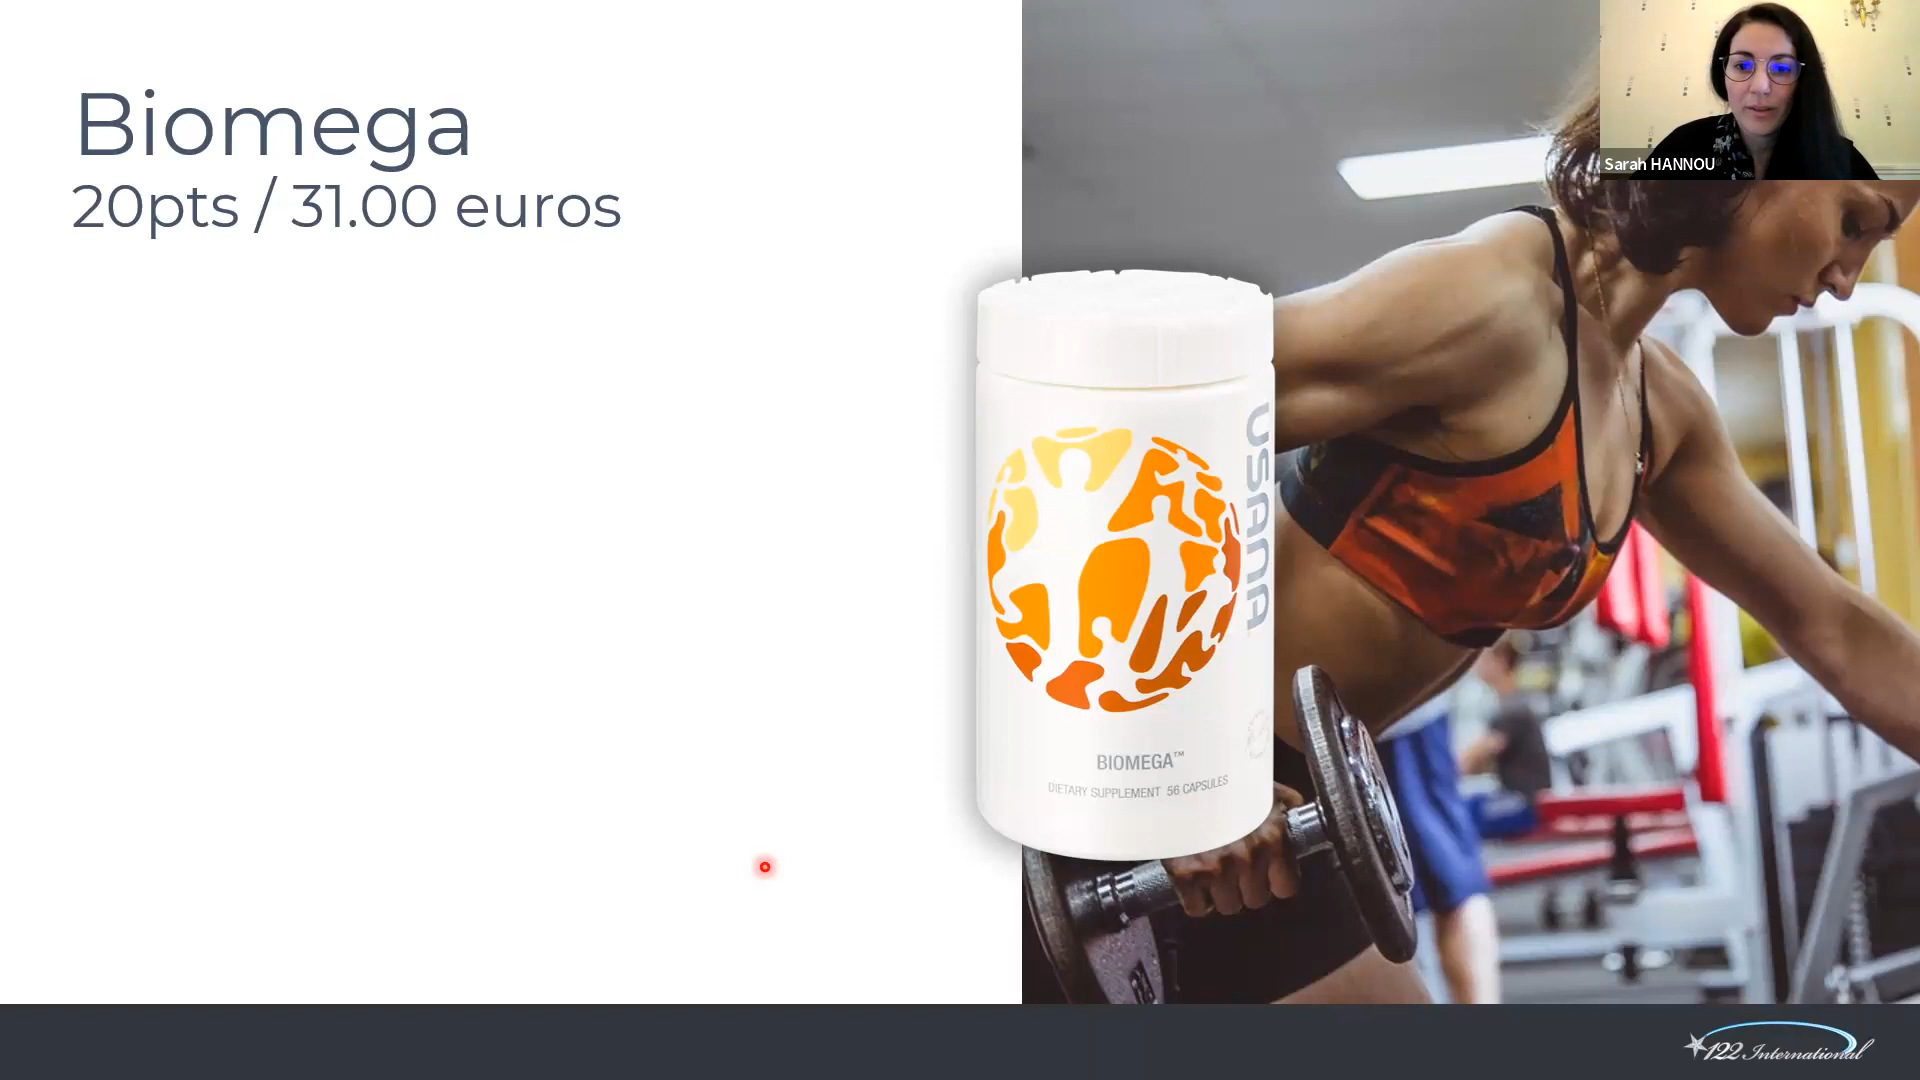 Biomega
20pts / 31.00 euros
Sarah HANNOU
USANA
BIOMEGA™
DIETARY SUPPLEMENT 56 CAPSULES
122 International